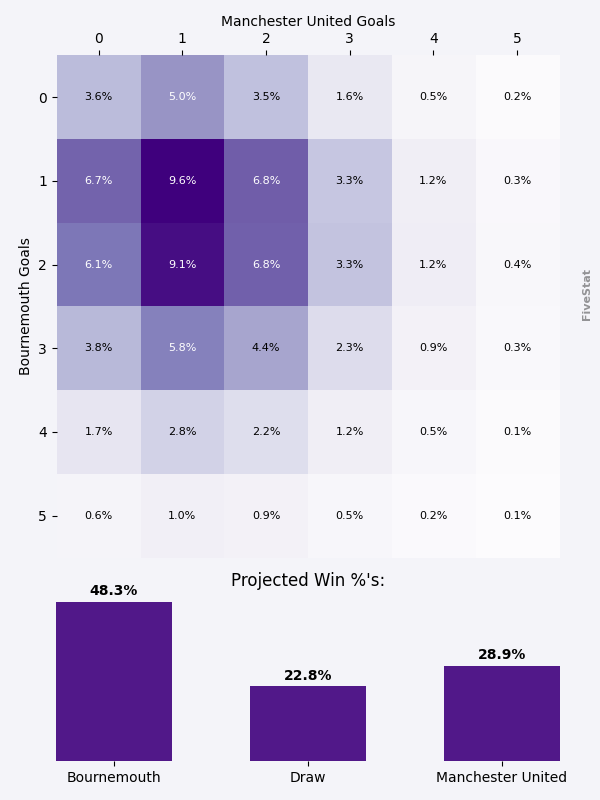 Manchester United Goals
0 1 2 3 4 5
0 3.6% 5.0% 3.5% 1.6% 0.5% 0.2%
1 6.7% 9.6% 6.8% 3.3% 1.2% 0.3%
2 6.1% 9.1% 6.8% 3.3% 1.2% 0.4%
3 3.8% 5.8% 4.4% 2.3% 0.9% 0.3%
4 1.7% 2.8% 2.2% 1.2% 0.5% 0.1%
5 0.6% 1.0% 0.9% 0.5% 0.2% 0.1%
Bournemouth Goals
FiveStat
Projected Win %'s:
48.3% 22.8% 28.9%
Bournemouth Draw Manchester United